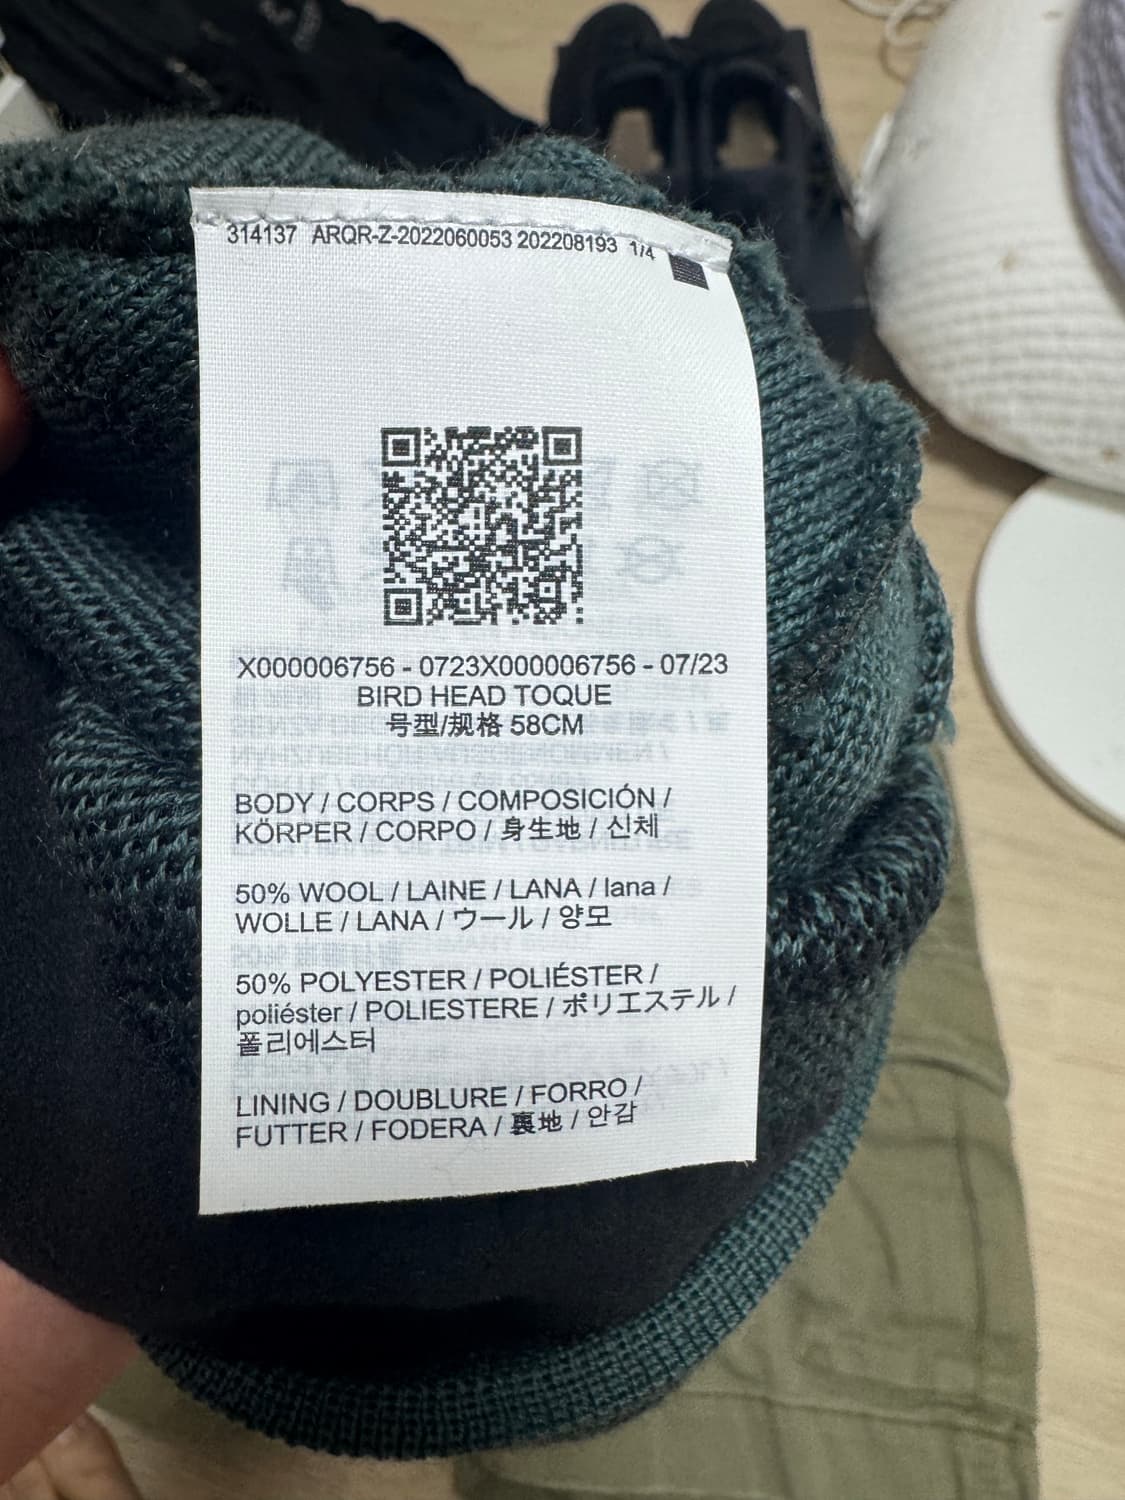 314137 ARQR-Z-2022060053 202208193 1/4
X000006756 - 0723X000006756 - 07/23
BIRD HEAD TOQUE
号型/规格 58CM
BODY / CORPS / COMPOSICIÓN /
KÖRPER / CORPO / 身生地 / 신체
50% WOOL / LAINE / LANA / lana /
WOLLE / LANA / ウール / 양모
50% POLYESTER / POLIÉSTER /
poliéster / POLIESTERE / ポリエステル /
폴리에스터
LINING / DOUBLURE / FORRO /
FUTTER / FODERA / 裏地 / 안감